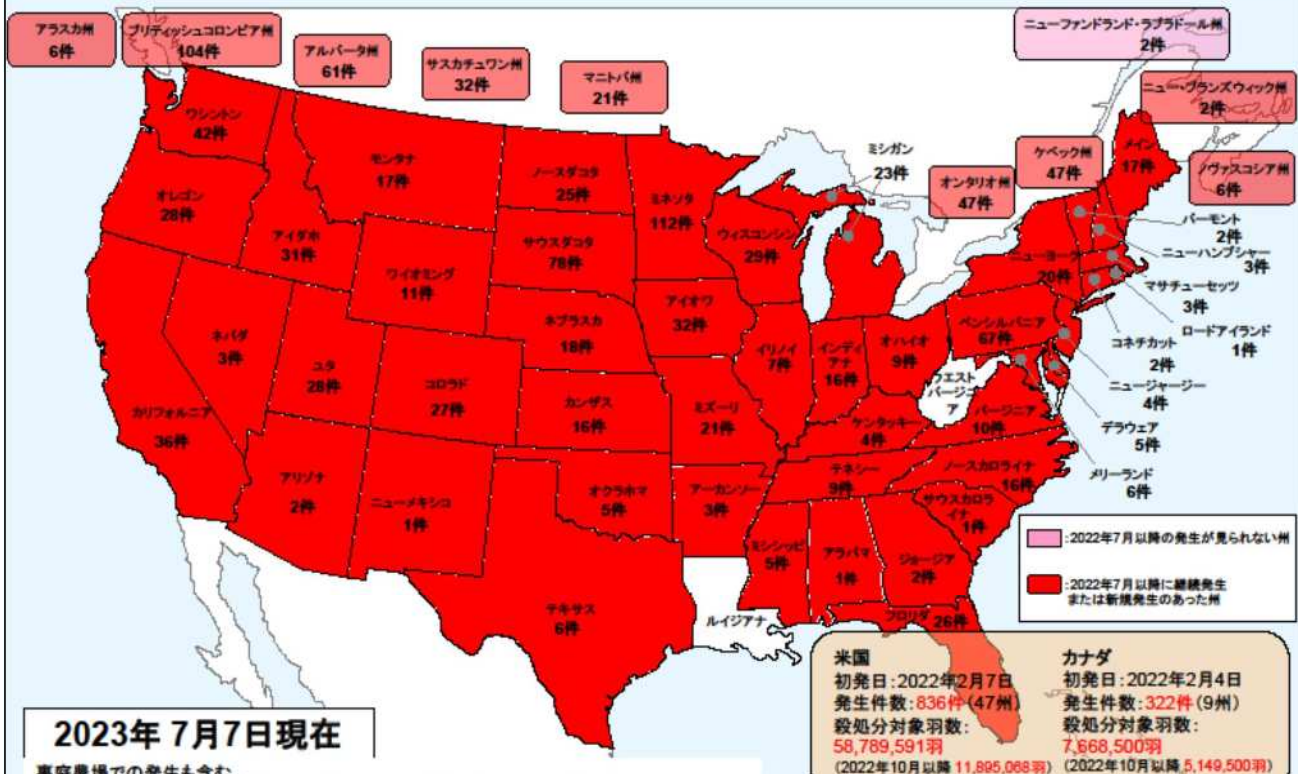 アラスカ州
6件
ブリティッシュコロンビア州
104件
アルバータ州
61件
サスカチュワン州
32件
マニトバ州
21件
ニューファンドランド・ラブラドール州
2件
ニュー・ブランズウィック州
2件
ケベック州
47件
オンタリオ州
47件
ノヴァスコシア州
6件
ワシントン
42件
モンタナ
17件
ノースダコタ
25件
ミネソタ
112件
ミシガン
23件
メイン
17件
オレゴン
28件
アイダホ
31件
サウスダコタ
78件
ウィスコンシン
29件
バーモント
2件
ニューハンプシャー
3件
ニューヨーク
20件
マサチューセッツ
3件
ワイオミング
11件
アイオワ
32件
ネブラスカ
18件
ペンシルバニア
67件
コネチカット
2件
ロードアイランド
1件
ネバダ
3件
ユタ
28件
コロラド
27件
イリノイ
7件
インディ
アナ
16件
オハイオ
9件
ウエスト
バージニ
ア
ニュージャージー
4件
カリフォルニア
36件
カンザス
16件
ミズーリ
21件
ケンタッキー
4件
バージニア
10件
デラウェア
5件
メリーランド
6件
アリゾナ
2件
ニューメキシコ
1件
オクラホマ
5件
アーカンソー
3件
テネシー
9件
ノースカロライナ
16件
サウスカロラ
イナ
1件
ミシシッピ
5件
アラバマ
1件
ジョージア
2件
テキサス
6件
ルイジアナ
フロリダ 26件
:2022年7月以降の発生が見られない州
:2022年7月以降に継続発生
または新規発生のあった州
米国
初発日:2022年2月7日
発生件数:836件(47州)
殺処分対象羽数:
58,789,591羽
(2022年10月以降 11,895,068羽)
カナダ
初発日:2022年2月4日
発生件数:322件(9州)
殺処分対象羽数:
7,668,500羽
(2022年10月以降 5,149,500羽)
2023年 7月7日現在
裏庭農場での発生も含む